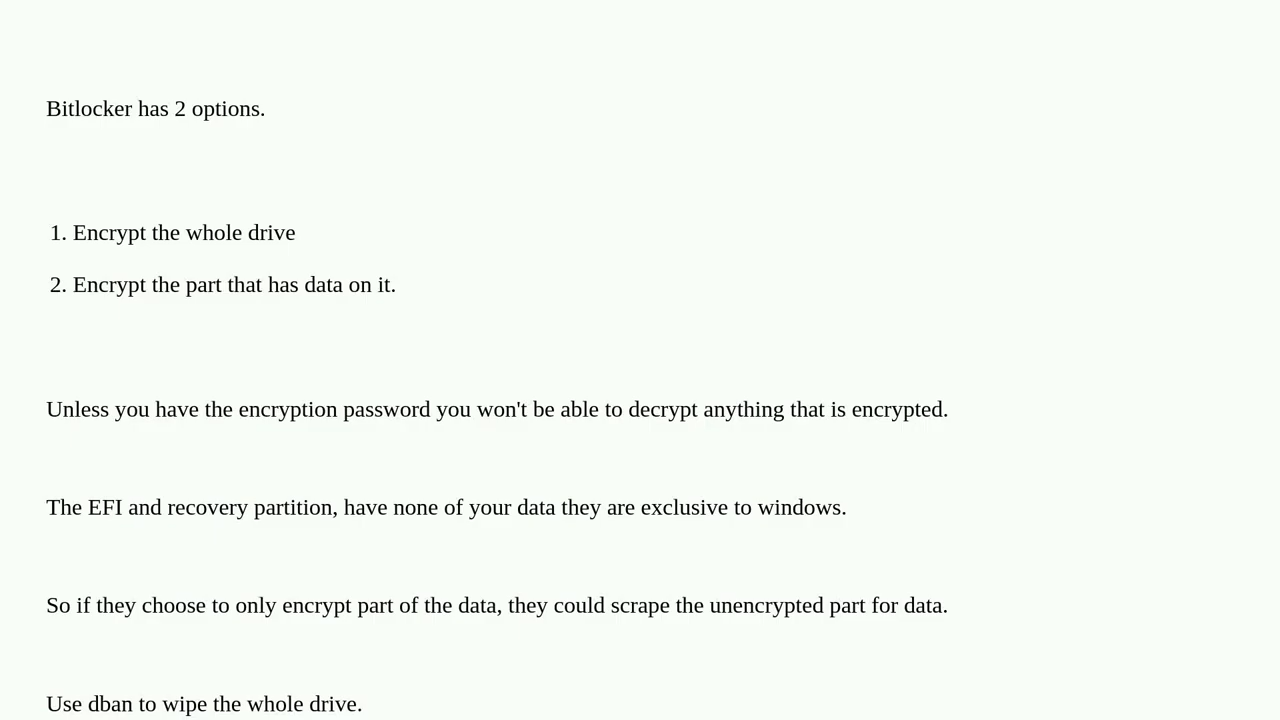 Bitlocker has 2 options.
1. Encrypt the whole drive
2. Encrypt the part that has data on it.
Unless you have the encryption password you won't be able to decrypt anything that is encrypted.
The EFI and recovery partition, have none of your data they are exclusive to windows.
So if they choose to only encrypt part of the data, they could scrape the unencrypted part for data.
Use dban to wipe the whole drive.